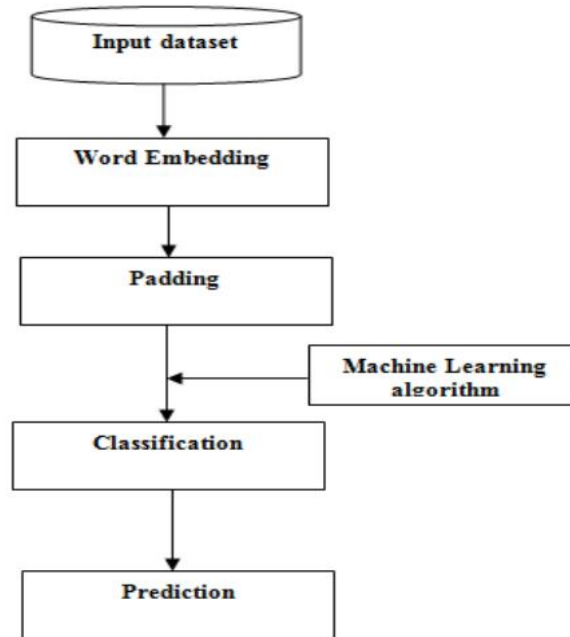 Input dataset
Word Embedding
Padding
Machine Learning
algorithm
Classification
Prediction